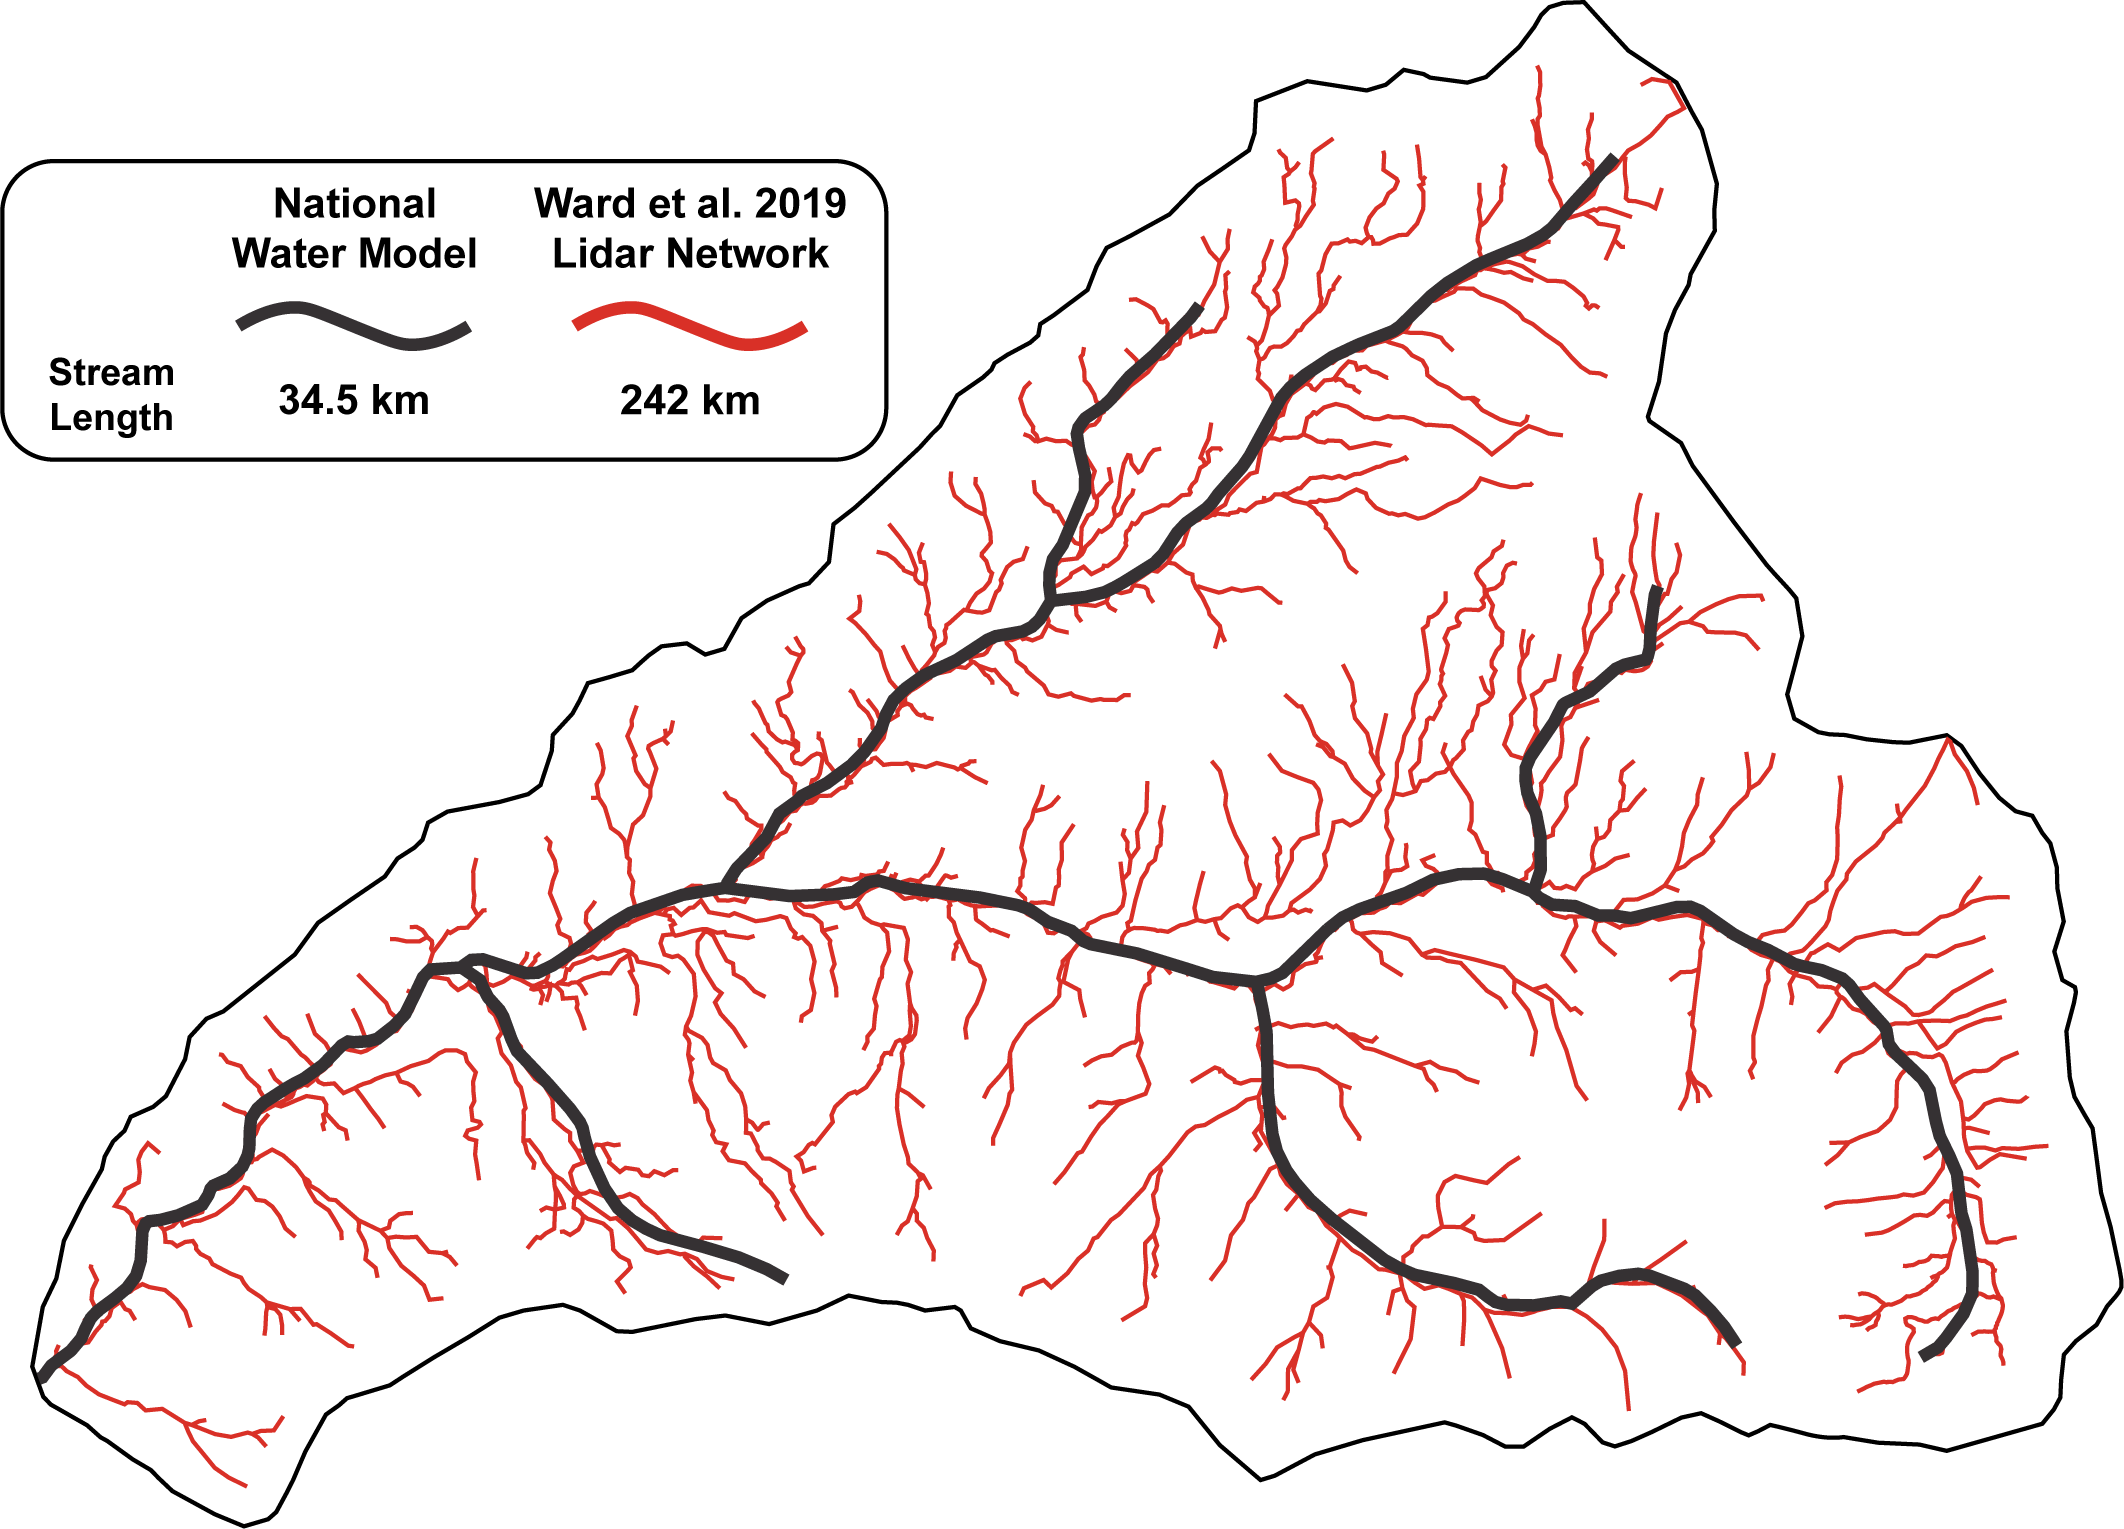 National
Water Model
Ward et al. 2019
Lidar Network
Stream
Length
34.5 km
242 km